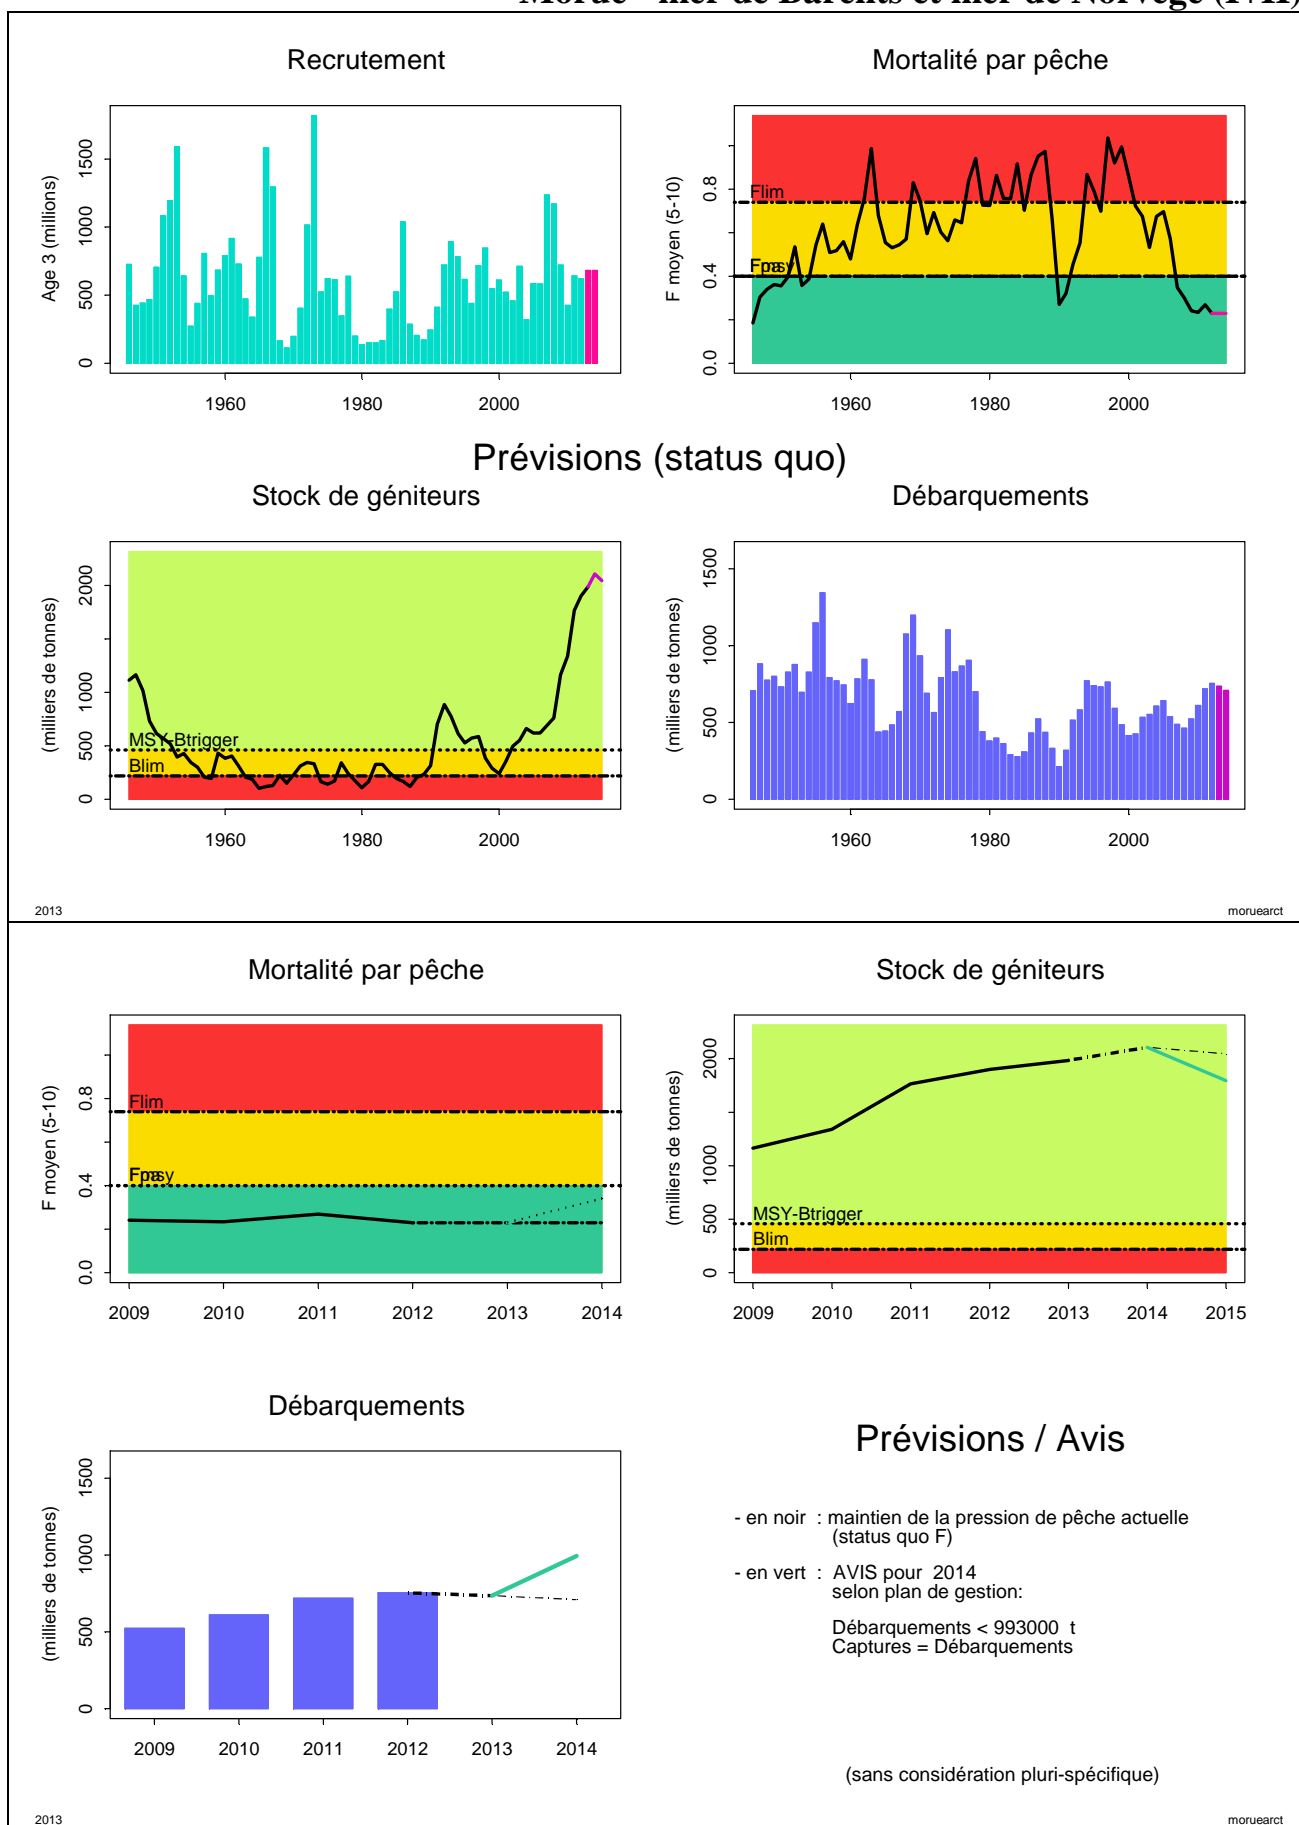 Morue - mer de Barents et mer de Norvège (I+II)
Recrutement
Age 3 (millions)
0 500 1000 1500
1960 1980 2000
Mortalité par pêche
F moyen (5-10)
0.0 0.4 0.8
Flim
Fpa
Fmsy
1960 1980 2000
Prévisions (status quo)
Stock de géniteurs
(milliers de tonnes)
0 500 1000 2000
MSY-Btrigger
Blim
1960 1980 2000
Débarquements
(milliers de tonnes)
0 500 1000 1500
1960 1980 2000
2013
moruearct
Mortalité par pêche
F moyen (5-10)
0.0 0.4 0.8
Flim
Fpa
Fmsy
2009 2010 2011 2012 2013 2014
Stock de géniteurs
(milliers de tonnes)
0 500 1000 2000
MSY-Btrigger
Blim
2009 2010 2011 2012 2013 2014 2015
Débarquements
(milliers de tonnes)
0 500 1000 1500
2009 2010 2011 2012 2013 2014
Prévisions / Avis
- en noir : maintien de la pression de pêche actuelle
(status quo F)
- en vert : AVIS pour 2014
selon plan de gestion:
Débarquements < 993000 t
Captures = Débarquements
(sans considération pluri-spécifique)
2013
moruearct